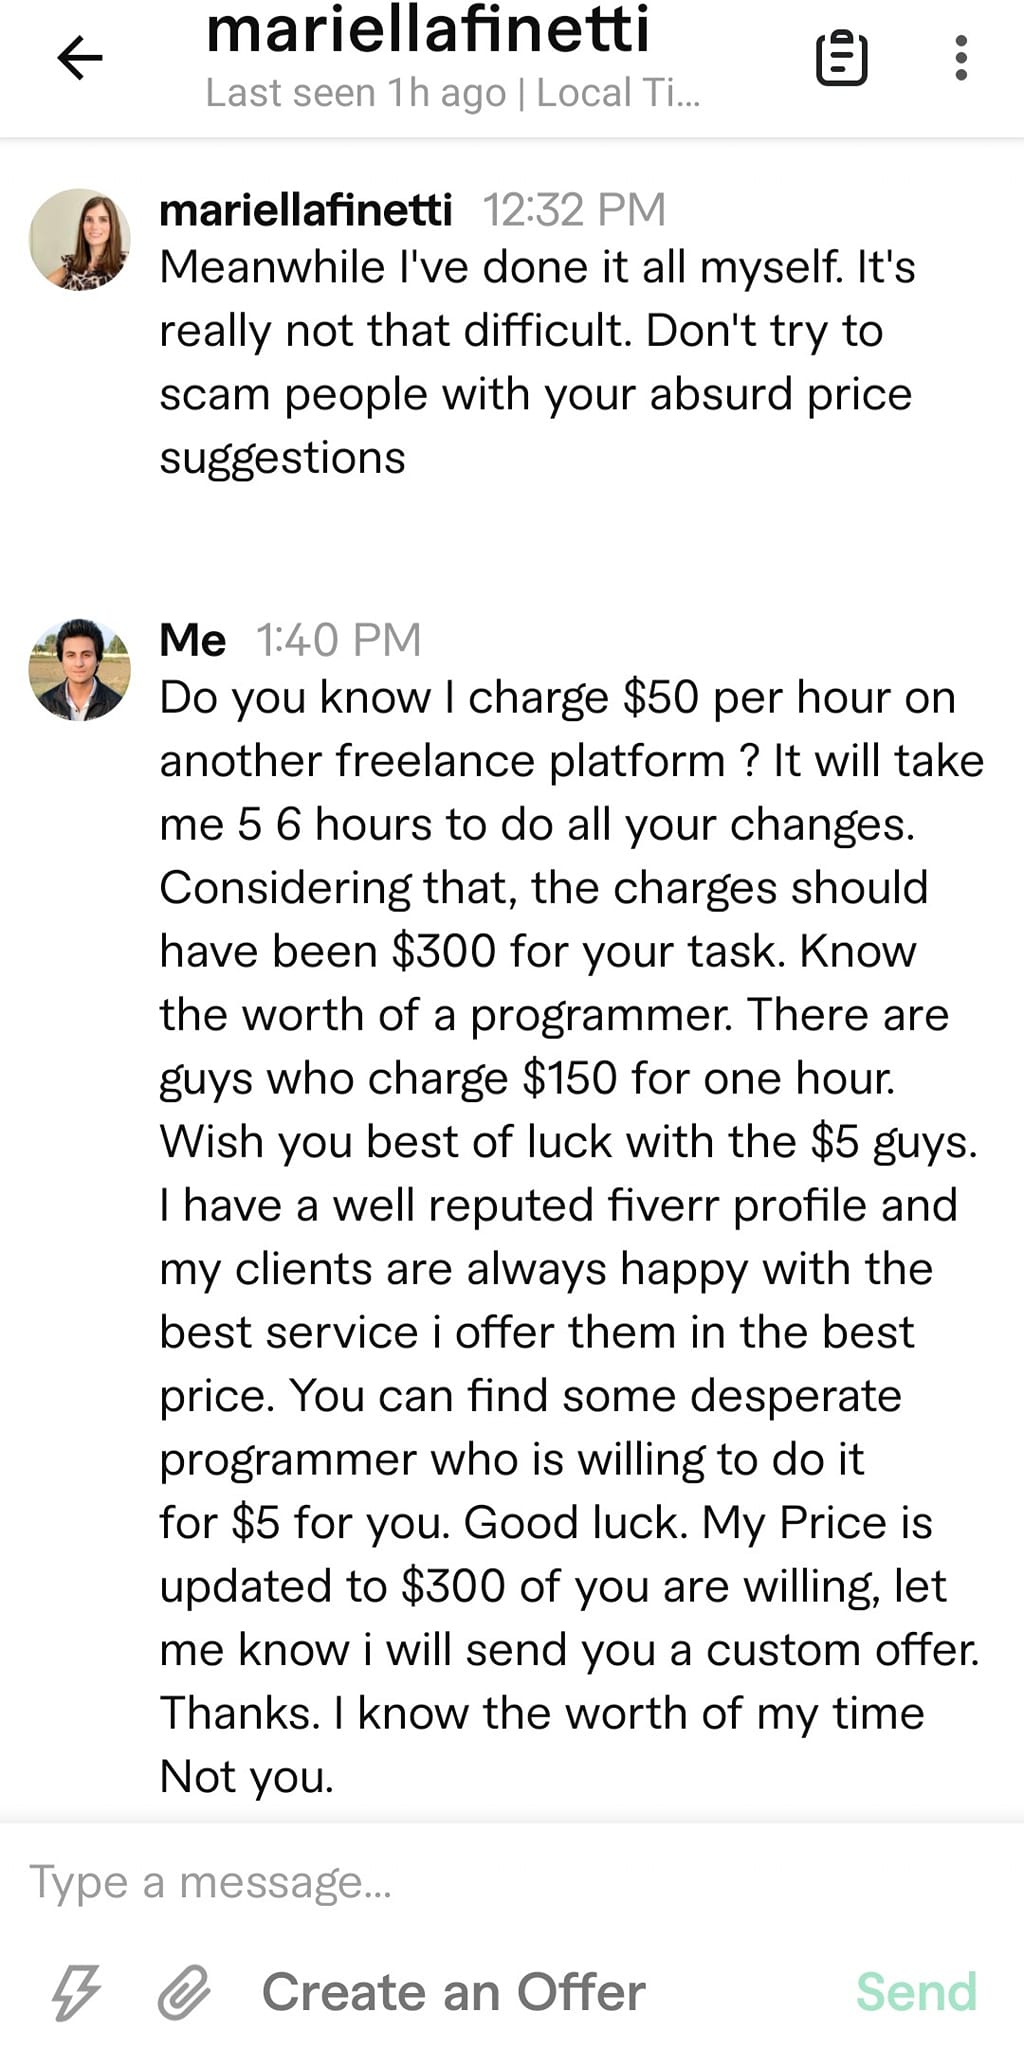 mariellafinetti
Last seen 1h ago | Local Ti...
mariellafinetti 12:32 PM
Meanwhile I've done it all myself. It's
really not that difficult. Don't try to
scam people with your absurd price
suggestions
Me 1:40 PM
Do you know I charge $50 per hour on
another freelance platform ? It will take
me 5 6 hours to do all your changes.
Considering that, the charges should
have been $300 for your task. Know
the worth of a programmer. There are
guys who charge $150 for one hour.
Wish you best of luck with the $5 guys.
I have a well reputed fiverr profile and
my clients are always happy with the
best service i offer them in the best
price. You can find some desperate
programmer who is willing to do it
for $5 for you. Good luck. My Price is
updated to $300 of you are willing, let
me know i will send you a custom offer.
Thanks. I know the worth of my time
Not you.
Type a message...
Create an Offer Send